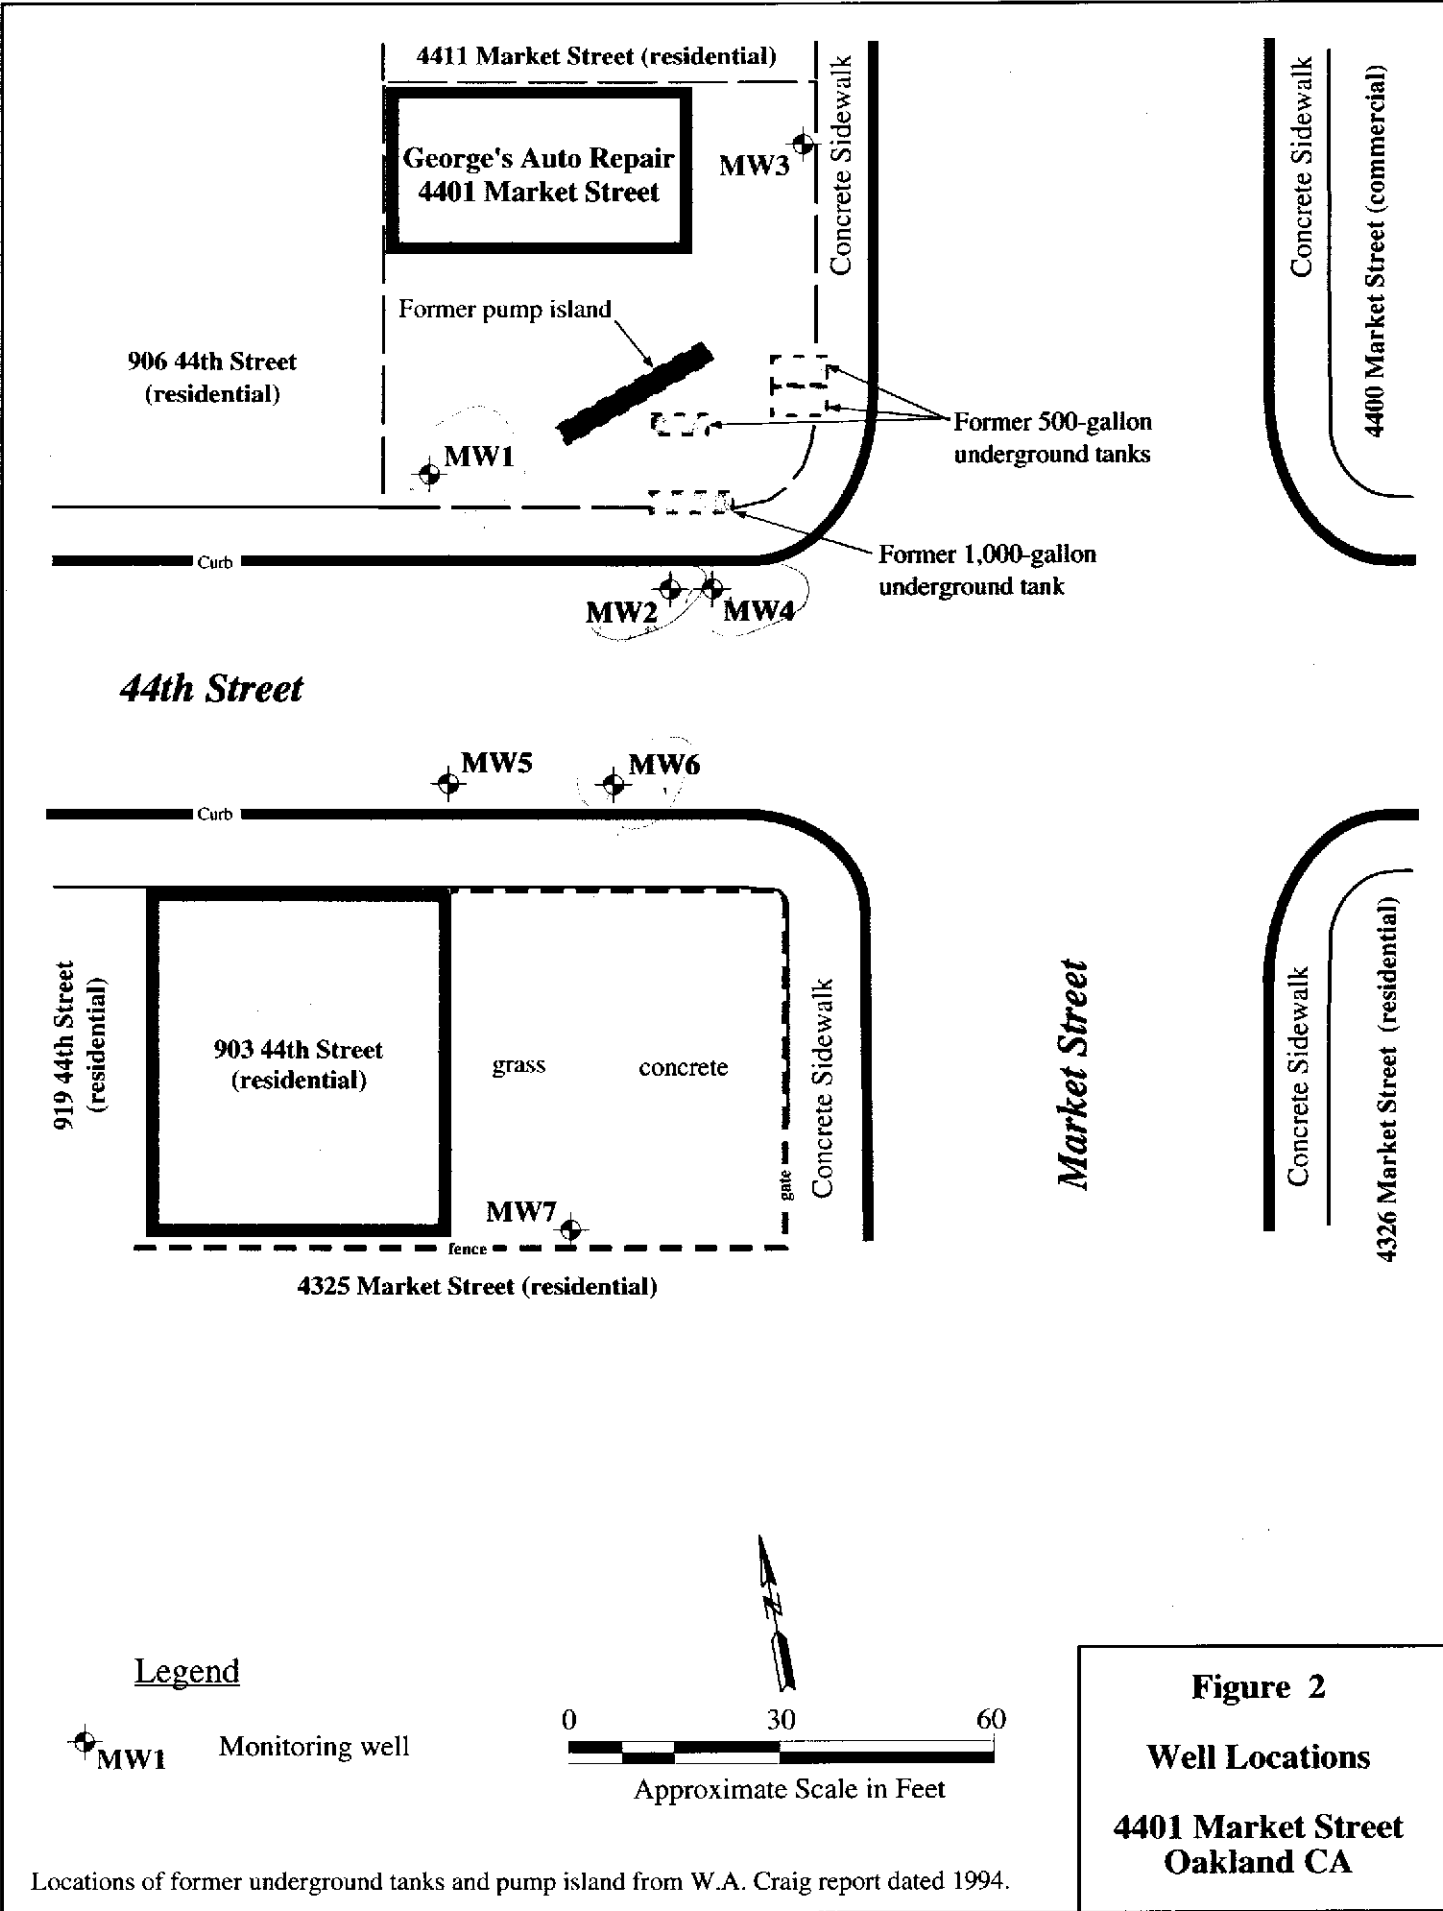 4411 Market Street (residential)
George's Auto Repair
4401 Market Street
MW3
Concrete Sidewalk
Concrete Sidewalk
4400 Market Street (commercial)
Former pump island
906 44th Street
(residential)
Former 500-gallon
underground tanks
MW1
Curb
Former 1,000-gallon
underground tank
MW2
MW4
44th Street
MW5
MW6
Curb
919 44th Street
(residential)
903 44th Street
(residential)
grass
concrete
gate
Concrete Sidewalk
Market Street
Concrete Sidewalk
4326 Market Street (residential)
MW7
fence
4325 Market Street (residential)
N
Legend
MW1
Monitoring well
0 30 60
Approximate Scale in Feet
Figure 2
Well Locations
4401 Market Street
Oakland CA
Locations of former underground tanks and pump island from W.A. Craig report dated 1994.